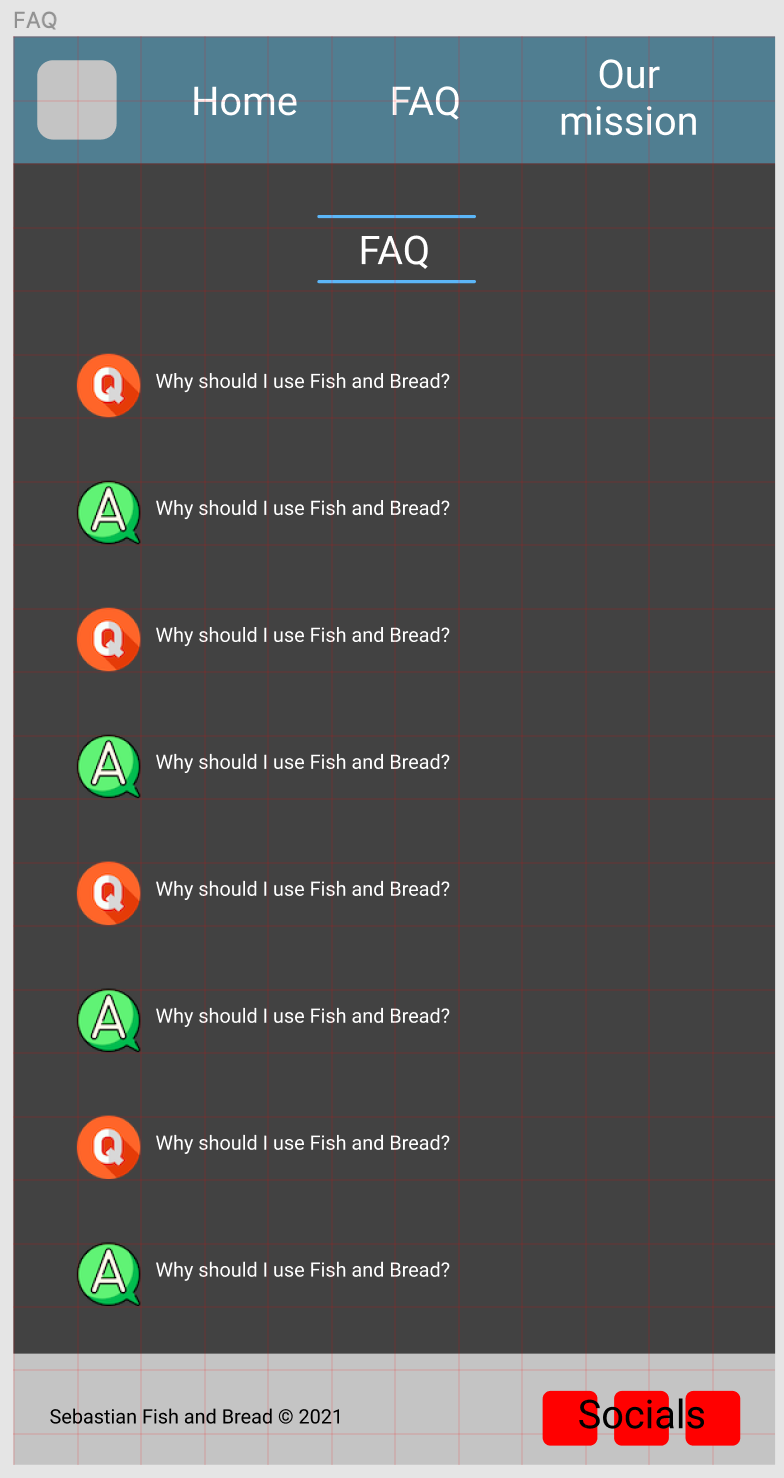 FAQ
Home
FAQ
Our
mission
FAQ
Q
Why should I use Fish and Bread?
A
Why should I use Fish and Bread?
Q
Why should I use Fish and Bread?
A
Why should I use Fish and Bread?
Q
Why should I use Fish and Bread?
A
Why should I use Fish and Bread?
Q
Why should I use Fish and Bread?
A
Why should I use Fish and Bread?
Sebastian Fish and Bread © 2021
Socials